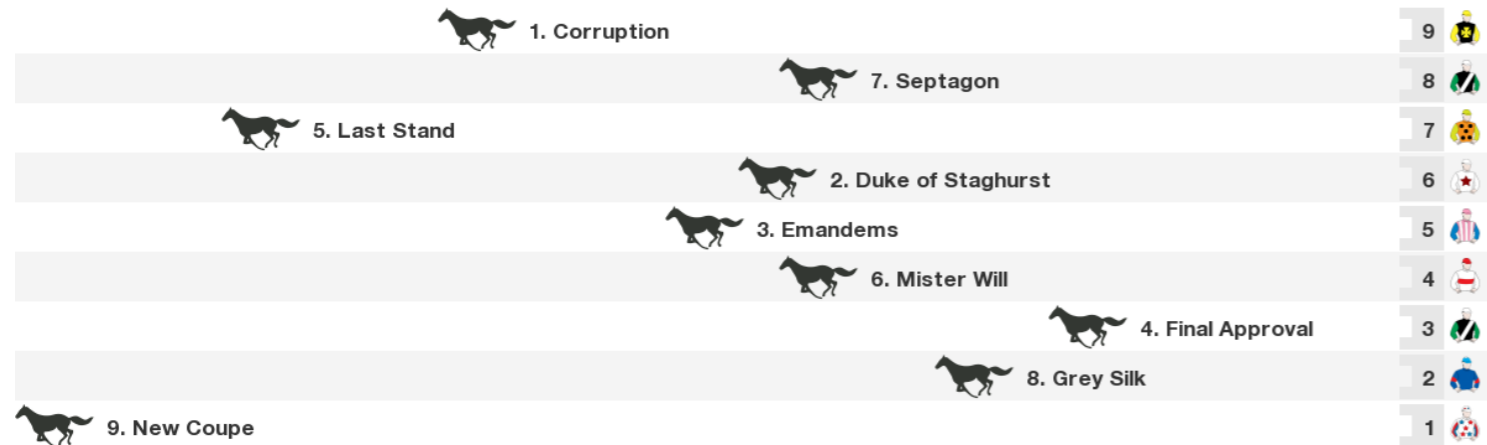 1. Corruption 9
7. Septagon 8
5. Last Stand 7
2. Duke of Staghurst 6
3. Emandems 5
6. Mister Will 4
4. Final Approval 3
8. Grey Silk 2
9. New Coupe 1